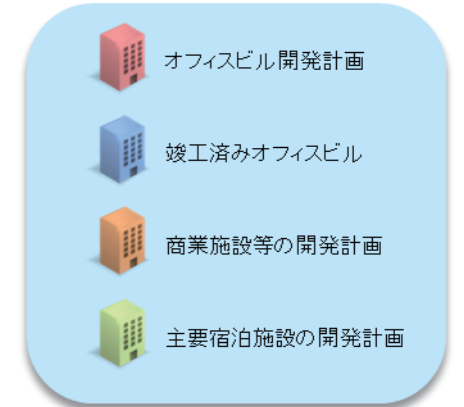 オフィスビル開発計画
竣工済みオフィスビル
商業施設等の開発計画
主要宿泊施設の開発計画